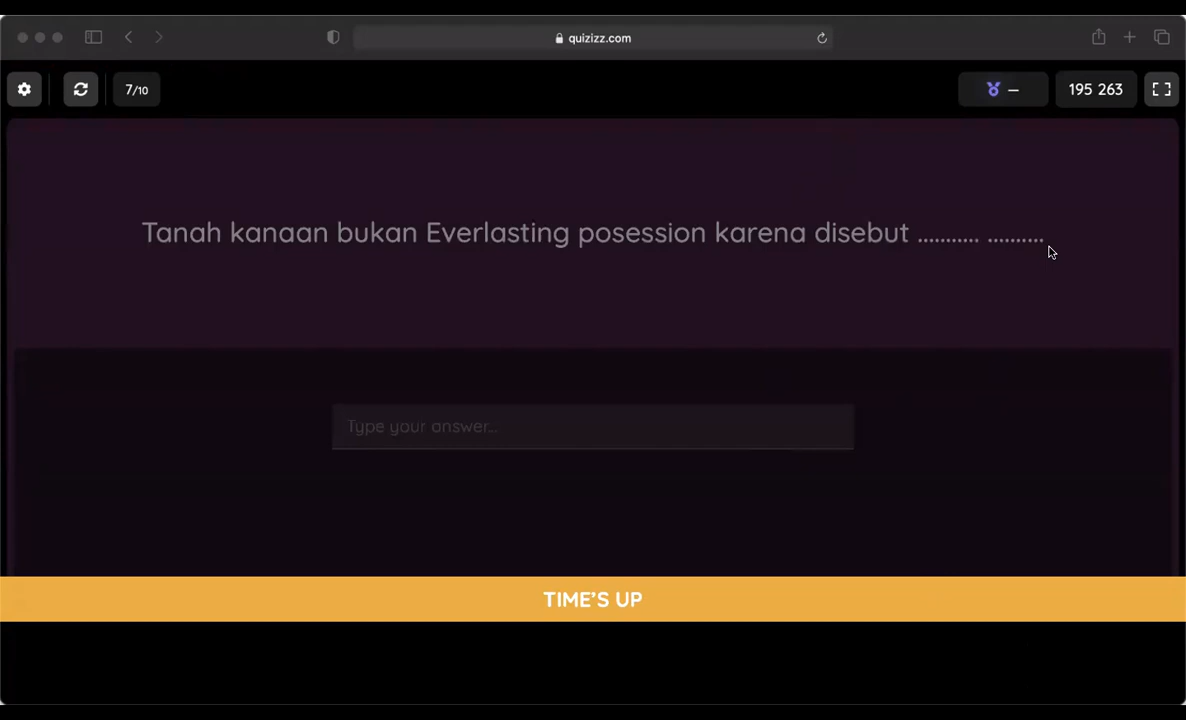 quizizz.com
7/10
–
195 263
Tanah kanaan bukan Everlasting posession karena disebut ........... ..........
Type your answer...
TIME'S UP